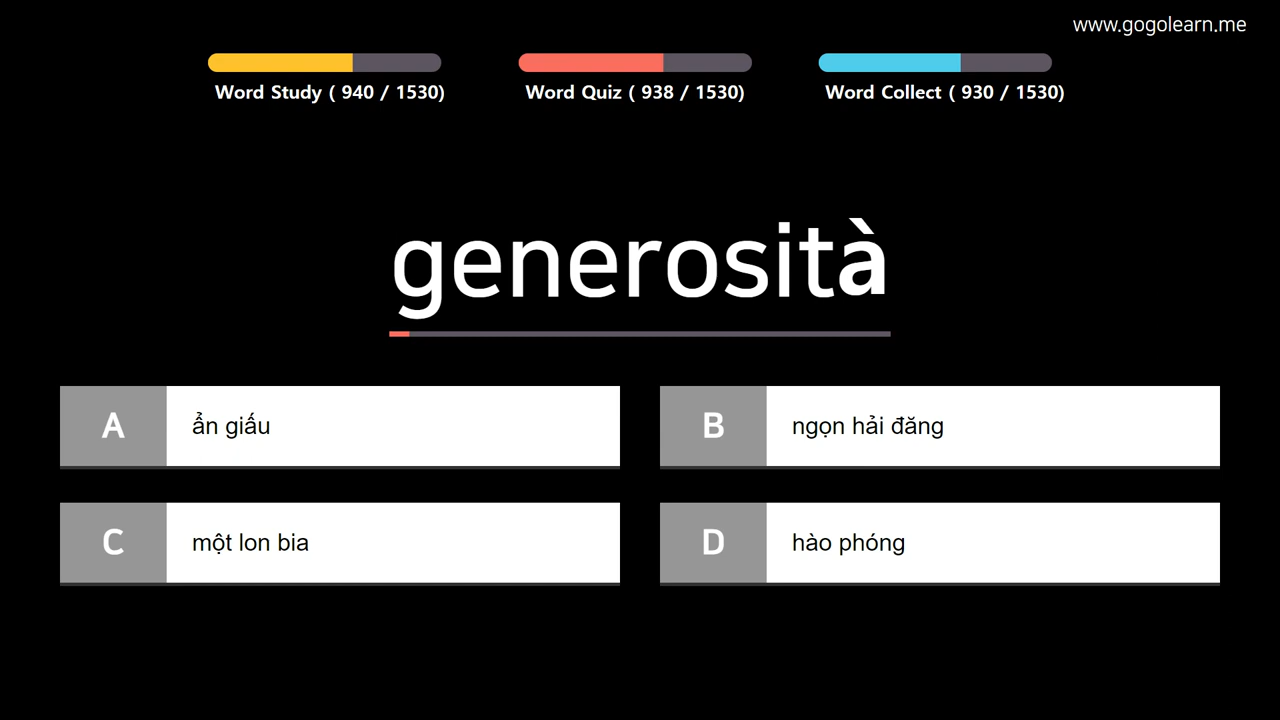 www.gogolearn.me
Word Study ( 940 / 1530)
Word Quiz ( 938 / 1530)
Word Collect ( 930 / 1530)
generosità
A
ẩn giấu
B
ngọn hải đăng
C
một lon bia
D
hào phóng